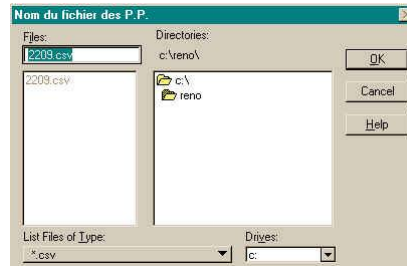 Nom du fichier des P.P.
Files:
Directories:
2209.csv
c:\reno\
OK
2209.csv
c:\
reno
Cancel
Help
List Files of Type:
Drives:
*.csv
c: